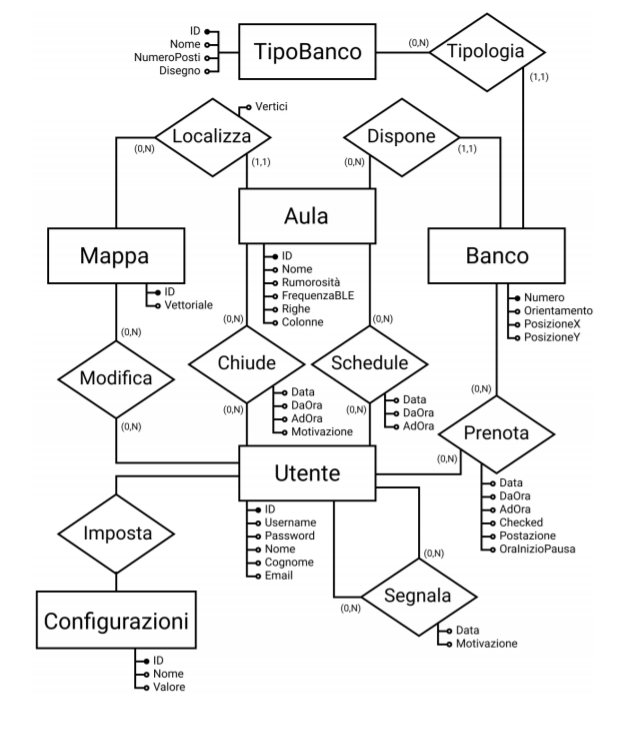 ID
Nome
NumeroPosti
Disegno
TipoBanco
(0,N)
Tipologia
(1,1)
Vertici
Localizza
(0,N)
(1,1)
Dispone
(0,N)
(1,1)
Aula
Mappa
Banco
ID
Vettoriale
ID
Nome
Rumorosità
FrequenzaBLE
Righe
Colonne
Numero
Orientamento
PosizioneX
PosizioneY
(0,N)
(0,N)
(0,N)
Modifica
Chiude
Schedule
(0,N)
(0,N)
(0,N)
Data
DaOra
AdOra
Motivazione
Data
DaOra
AdOra
(0,N)
Prenota
(0,N)
Utente
Data
DaOra
AdOra
Checked
Postazione
OraInizioPausa
ID
Username
Password
Nome
Cognome
Email
Imposta
(0,N)
Segnala
(0,N)
Data
Motivazione
Configurazioni
ID
Nome
Valore